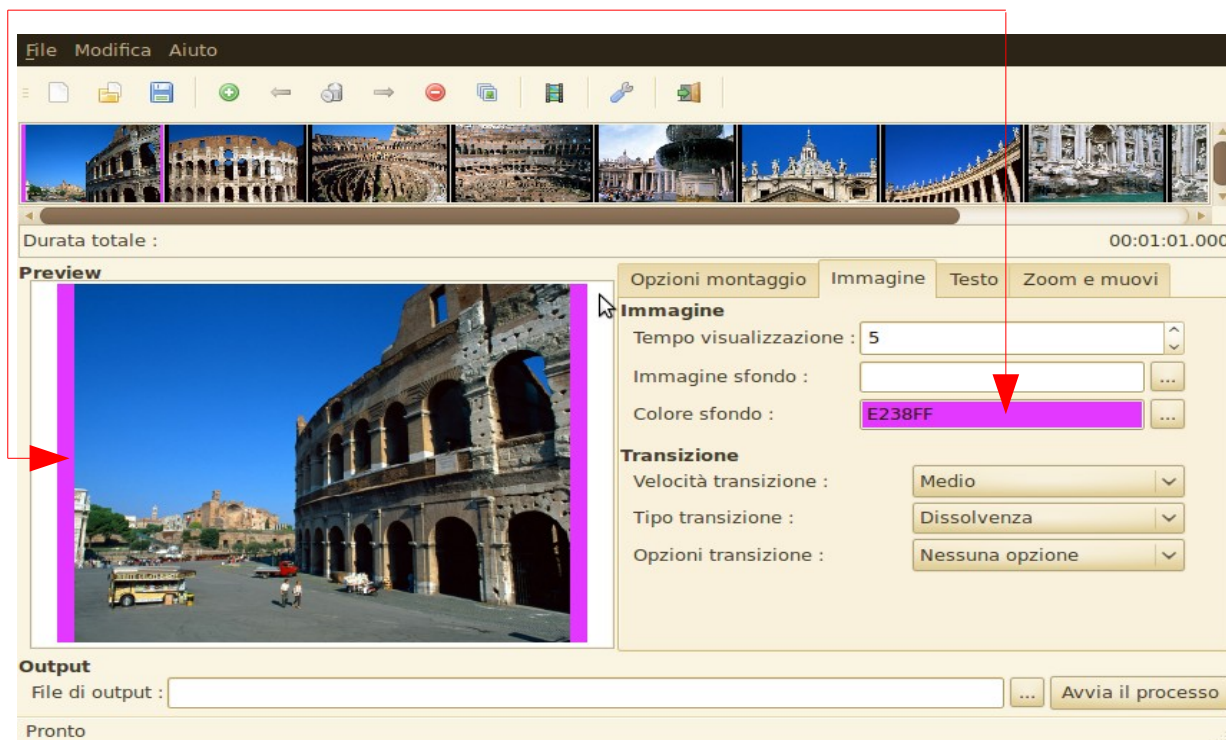 File Modifica Aiuto
Durata totale : 00:01:01.000
Preview
Opzioni montaggio Immagine Testo Zoom e muovi
Immagine
Tempo visualizzazione : 5
Immagine sfondo : ...
Colore sfondo : E238FF ...
Transizione
Velocità transizione : Medio
Tipo transizione : Dissolvenza
Opzioni transizione : Nessuna opzione
Output
File di output : ... Avvia il processo
Pronto